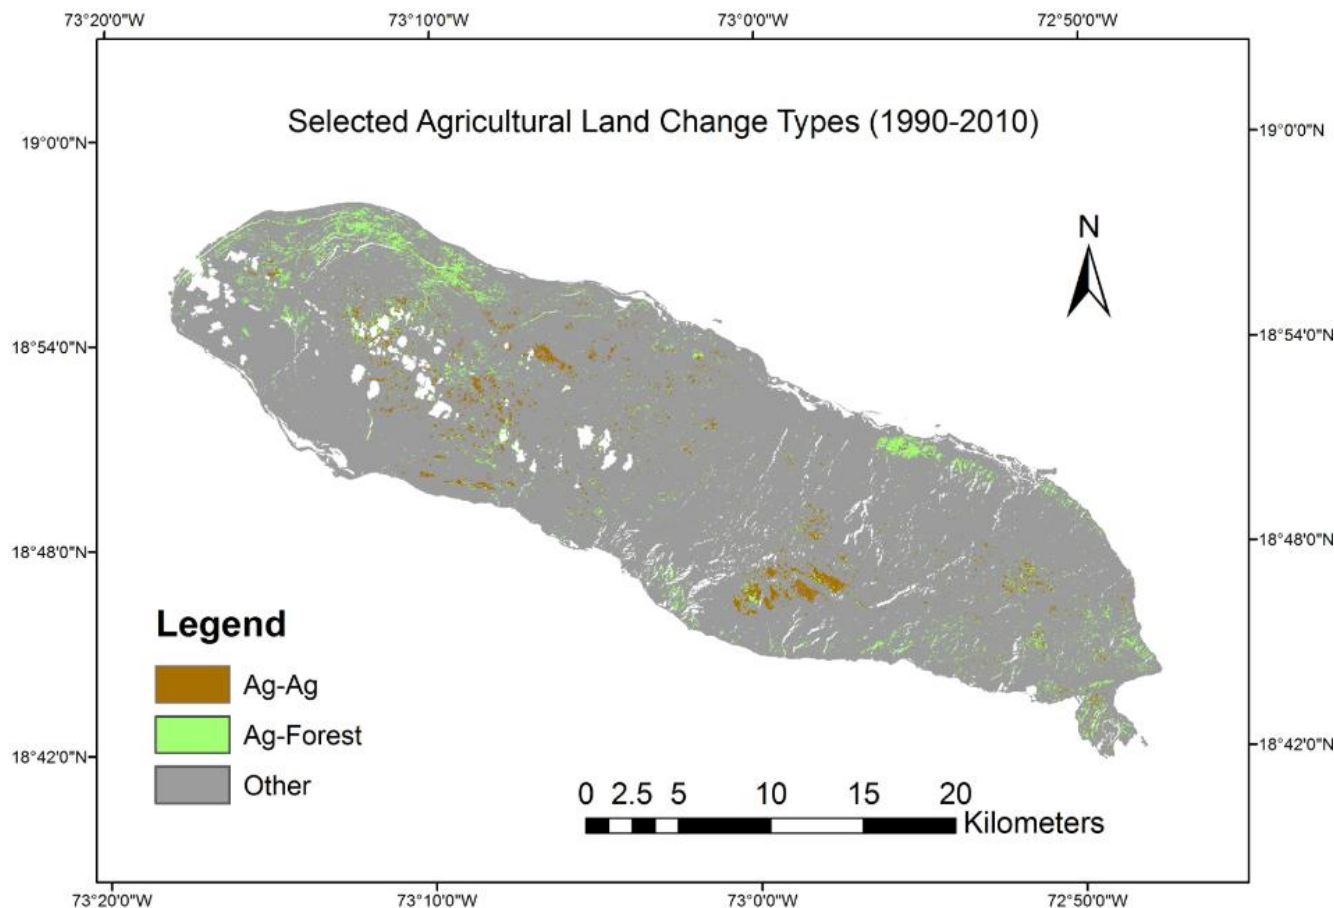 73°20'0"W 73°10'0"W 73°0'0"W 72°50'0"W
Selected Agricultural Land Change Types (1990-2010)
19°0'0"N 19°0'0"N
N
18°54'0"N 18°54'0"N
18°48'0"N 18°48'0"N
Legend
Ag-Ag
Ag-Forest
18°42'0"N 18°42'0"N
Other
0 2.5 5 10 15 20
Kilometers
73°20'0"W 73°10'0"W 73°0'0"W 72°50'0"W